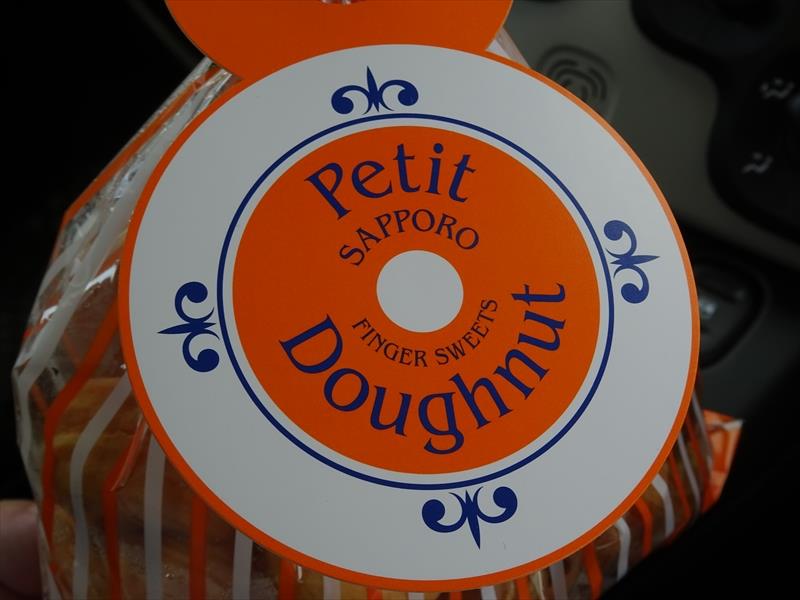 Petit
SAPPORO
FINGER SWEETS
Doughnut